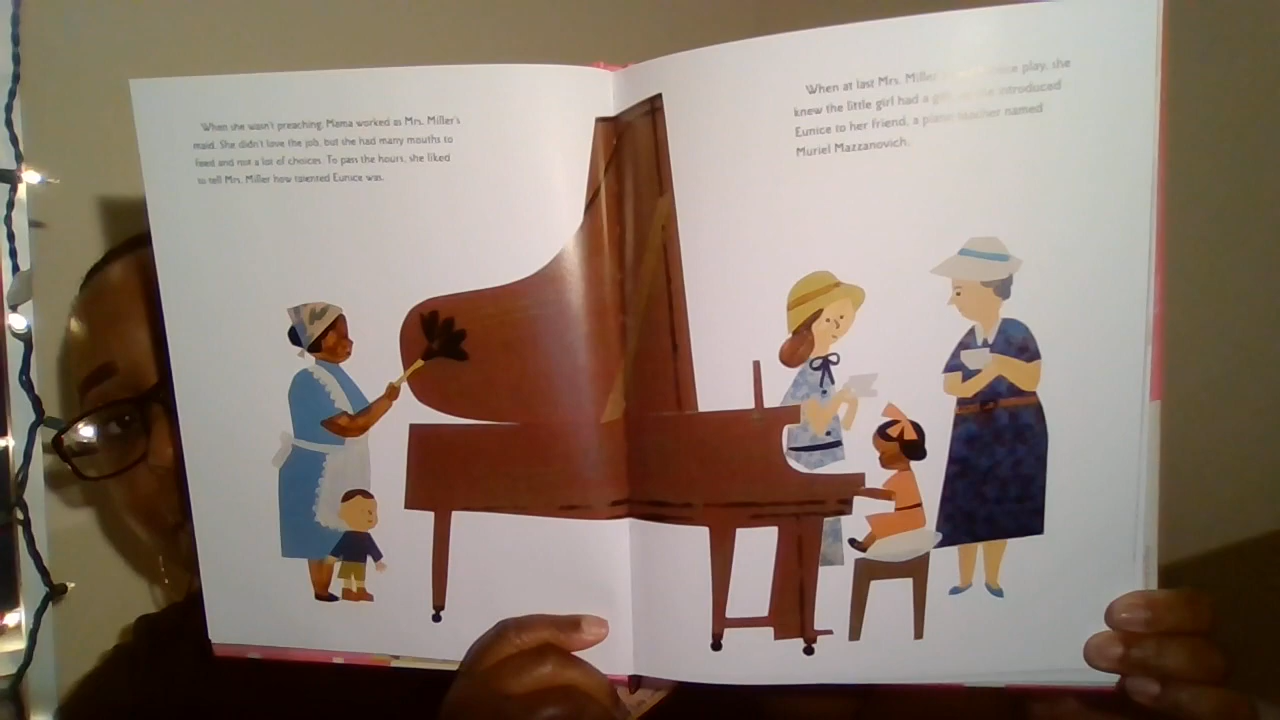 When she wasn't preaching, Mama worked as Mrs. Miller's
maid. She didn't love the job, but she had many mouths to
feed and not a lot of choices. To pass the hours, she liked
to tell Mrs. Miller how talented Eunice was.
When at last Mrs. Miller play, she
knew the little girl had a introduced
Eunice to her friend, a piano teacher named
Muriel Mazzanovich.